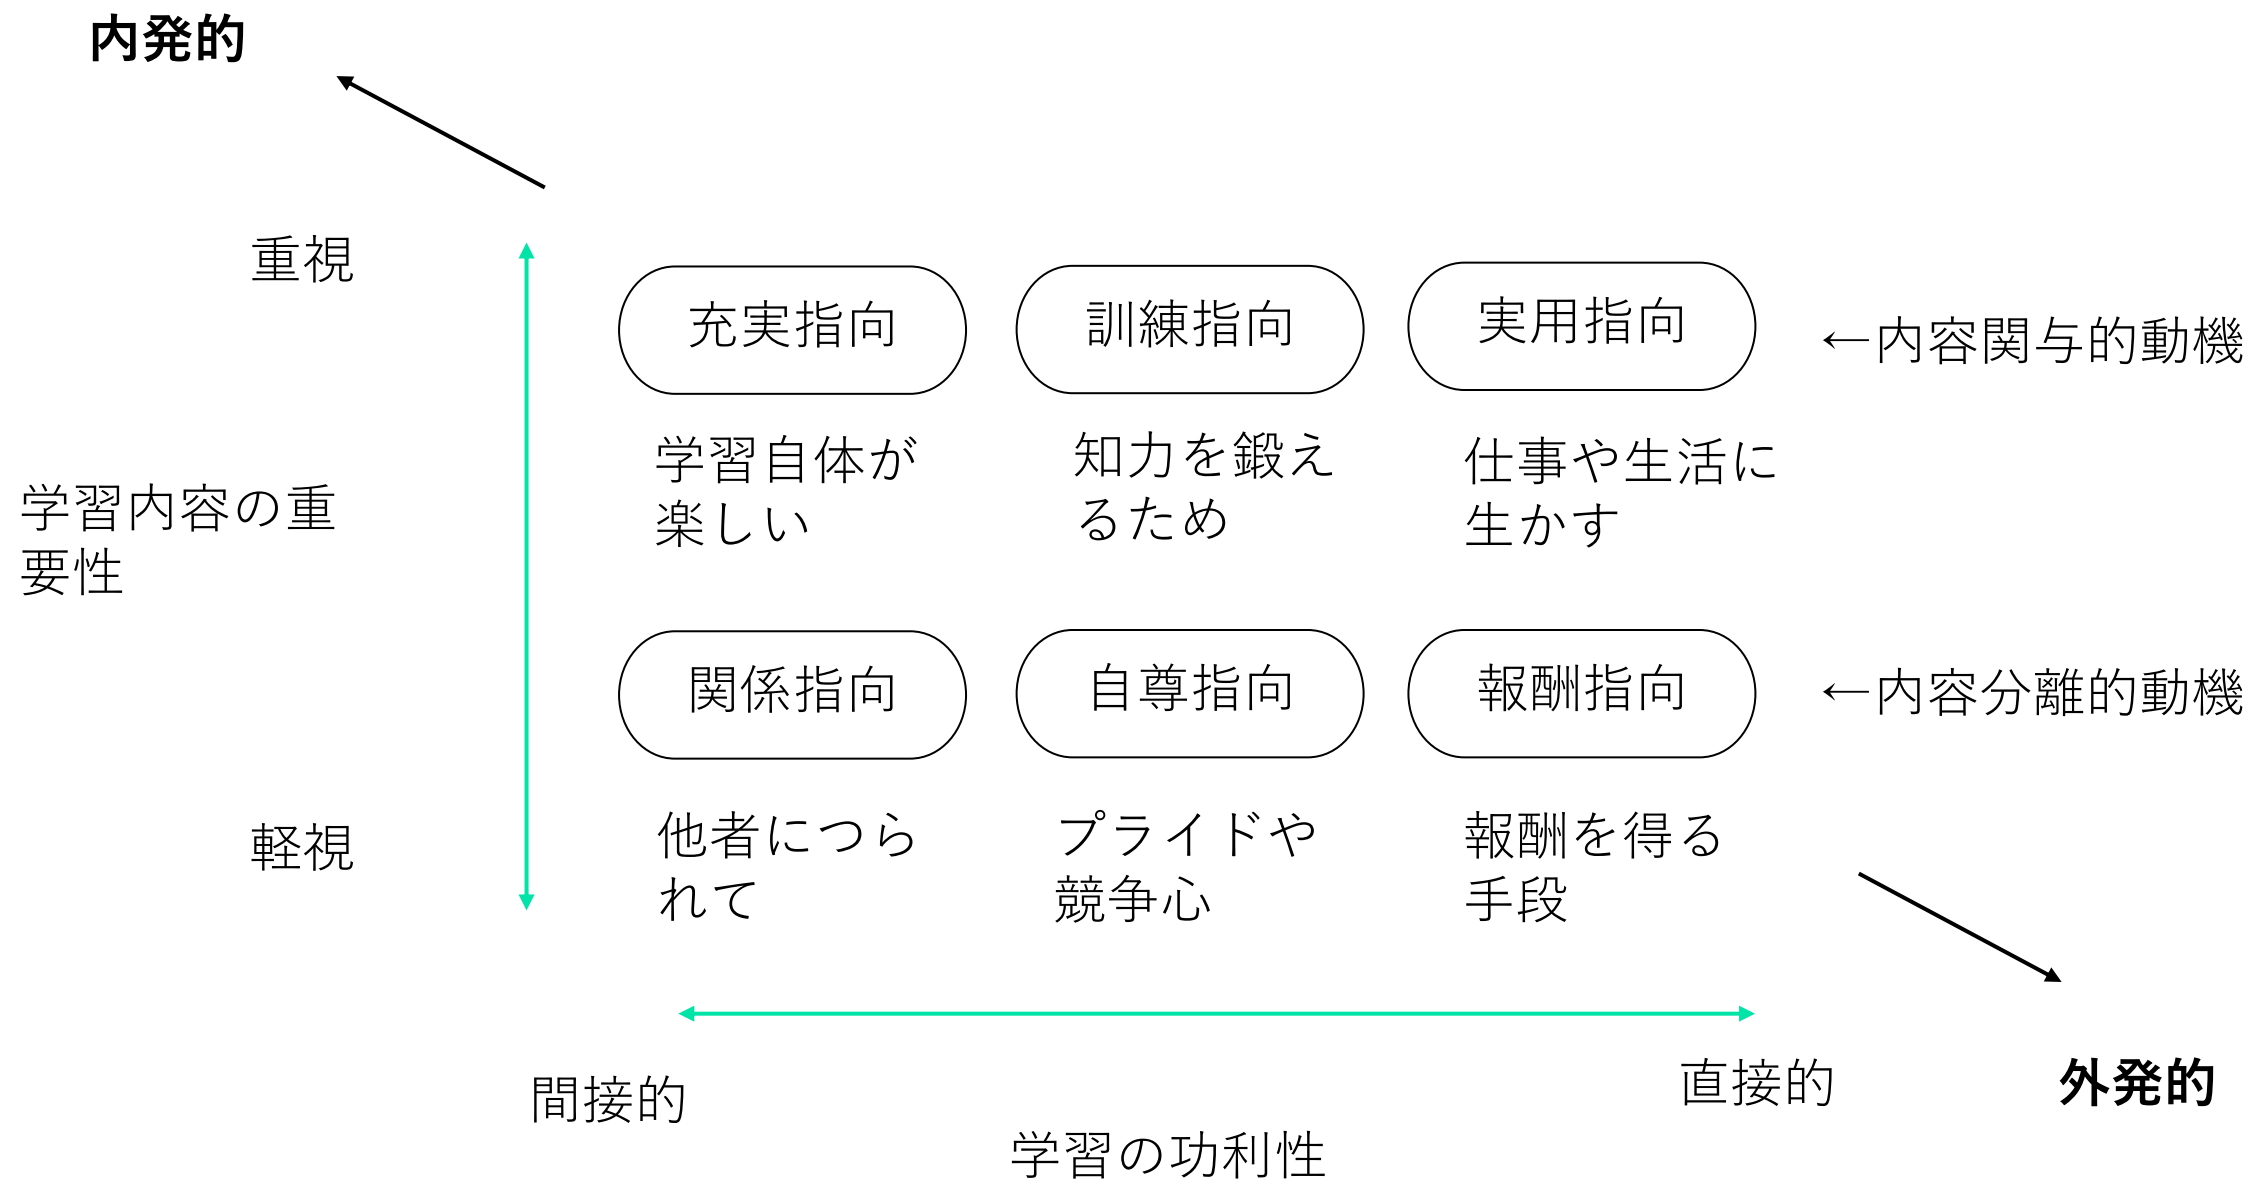 内発的
重視
充実指向
訓練指向
実用指向
←内容関与的動機
学習自体が
楽しい
知力を鍛え
るため
仕事や生活に
生かす
学習内容の重
要性
関係指向
自尊指向
報酬指向
←内容分離的動機
軽視
他者につら
れて
プライドや
競争心
報酬を得る
手段
間接的
直接的
外発的
学習の功利性